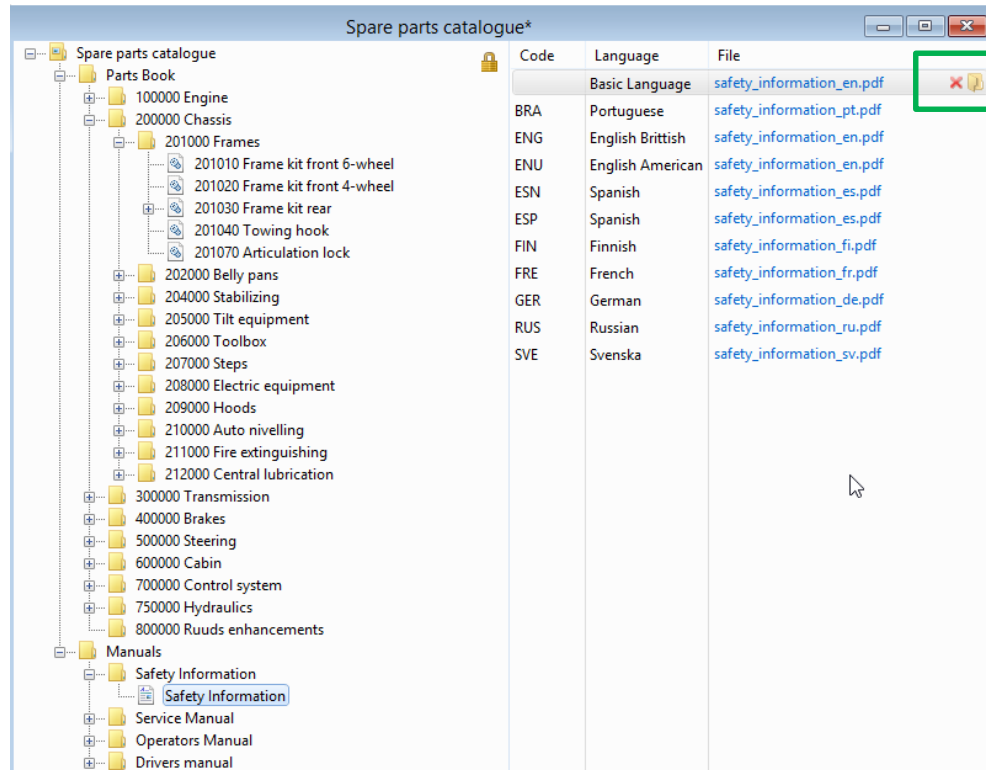 Spare parts catalogue*
Spare parts catalogue
Parts Book
100000 Engine
200000 Chassis
201000 Frames
201010 Frame kit front 6-wheel
201020 Frame kit front 4-wheel
201030 Frame kit rear
201040 Towing hook
201070 Articulation lock
202000 Belly pans
204000 Stabilizing
205000 Tilt equipment
206000 Toolbox
207000 Steps
208000 Electric equipment
209000 Hoods
210000 Auto nivelling
211000 Fire extinguishing
212000 Central lubrication
300000 Transmission
400000 Brakes
500000 Steering
600000 Cabin
700000 Control system
750000 Hydraulics
800000 Ruuds enhancements
Manuals
Safety Information
Safety Information
Service Manual
Operators Manual
Drivers manual
Code Language File
Basic Language safety_information_en.pdf
BRA Portuguese safety_information_pt.pdf
ENG English Brittish safety_information_en.pdf
ENU English American safety_information_en.pdf
ESN Spanish safety_information_es.pdf
ESP Spanish safety_information_es.pdf
FIN Finnish safety_information_fi.pdf
FRE French safety_information_fr.pdf
GER German safety_information_de.pdf
RUS Russian safety_information_ru.pdf
SVE Svenska safety_information_sv.pdf